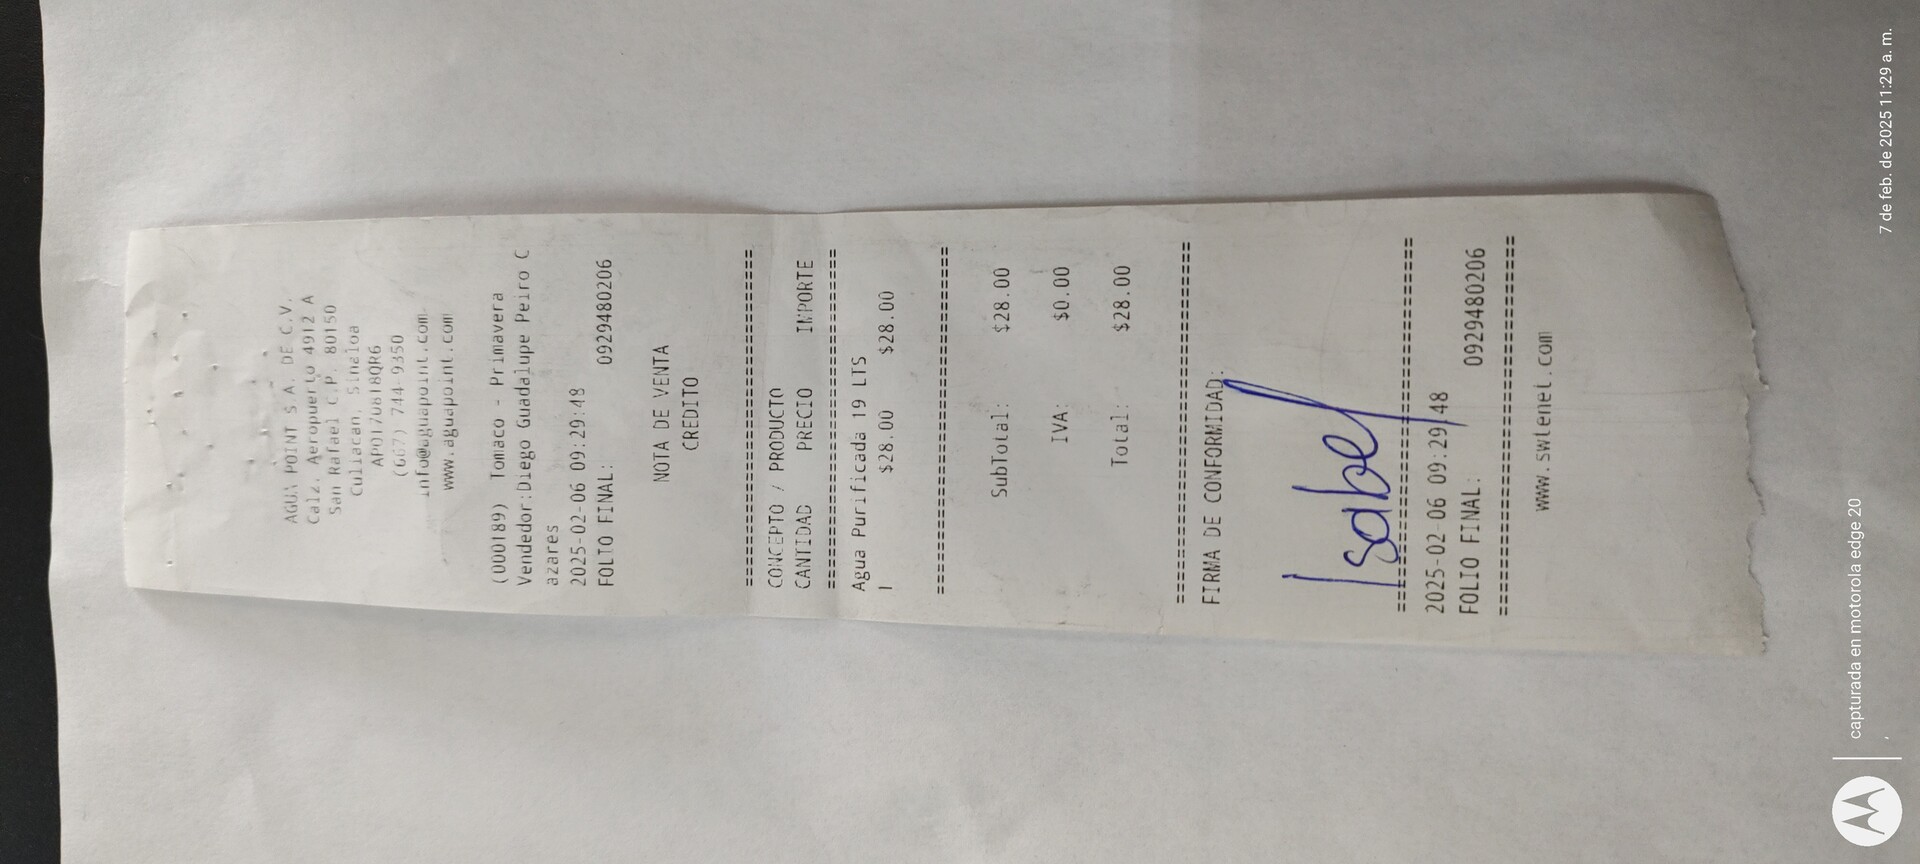 AGUA POINT S A. DE C.V.
Calz. Aeropuerto 4912 A
San Rafael C.P. 80150
Culiacan, Sinaloa
APO170818QR6
(667) 744-9350
info@aguapoint.com
www.aguapoint.com
(000189) Tomaco - Primavera
Vendedor:Diego Guadalupe Peiro C
azares
2025-02-06 09:29:48
FOLIO FINAL: 0929480206
NOTA DE VENTA
CREDITO
================================
CONCEPTO / PRODUCTO
CANTIDAD PRECIO IMPORTE
================================
Agua Purificada 19 LTS
1 $28.00 $28.00
================================
SubTotal: $28.00
IVA: $0.00
Total: $28.00
================================
FIRMA DE CONFORMIDAD:
Isabel
================================
2025-02-06 09:29:48
FOLIO FINAL: 0929480206
================================
www.swtenet.com
capturada en motorola edge 20
,
7 de feb. de 2025 11:29 a. m.